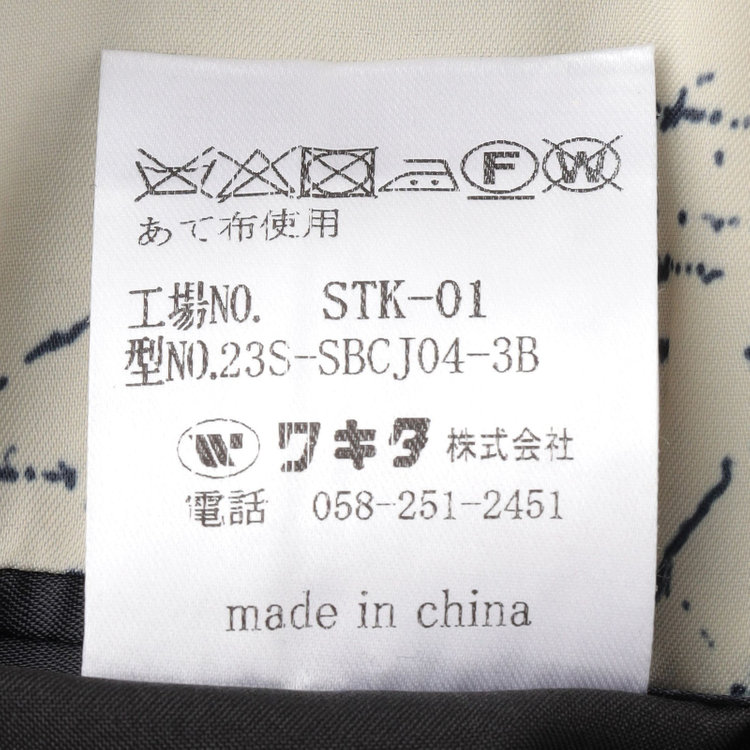 F W
あて布使用
工場NO. STK-01
型NO.23S-SBCJ04-3B
W ワキタ 株式会社
電話 058-251-2451
made in china